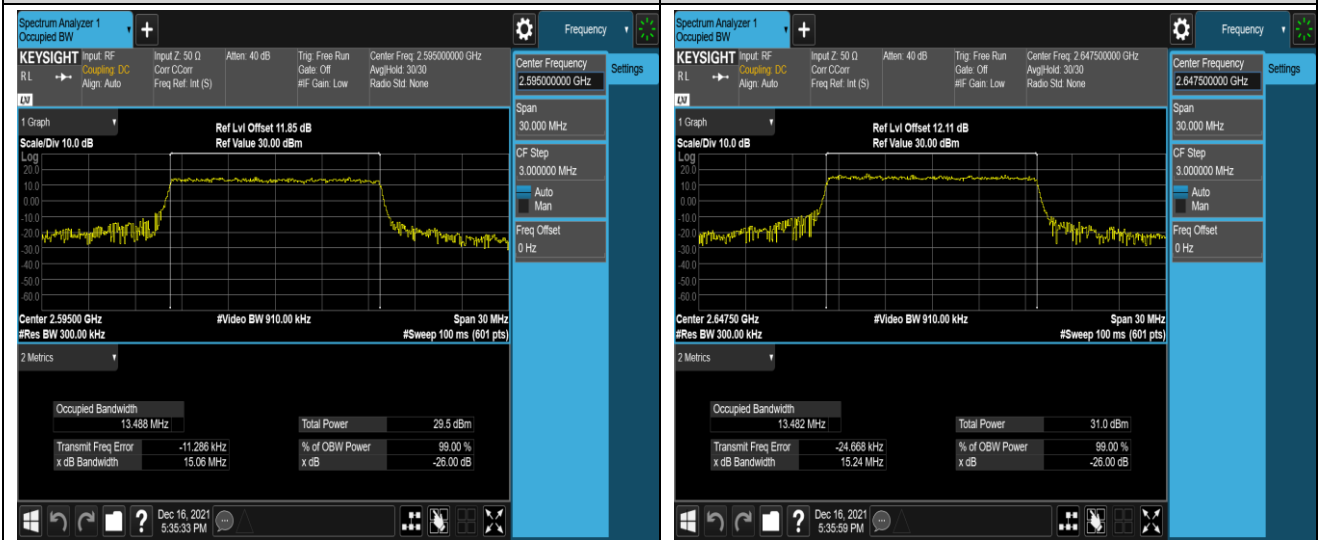 Spectrum Analyzer 1
Occupied BW
+
Frequency
KEYSIGHT
RL
LXI
Input: RF
Coupling: DC
Align: Auto
Input Z: 50 Ω
Corr CCorr
Freq Ref: Int (S)
Atten: 40 dB
Trig: Free Run
Gate: Off
#IF Gain: Low
Center Freq: 2.595000000 GHz
Avg|Hold: 30/30
Radio Std: None
Center Frequency
2.595000000 GHz
Settings
Span
30.000 MHz
CF Step
3.000000 MHz
Auto
Man
Freq Offset
0 Hz
1 Graph
Scale/Div 10.0 dB
Ref Lvl Offset 11.85 dB
Ref Value 30.00 dBm
Log
20.0
10.0
0.00
-10.0
-20.0
-30.0
-40.0
-50.0
-60.0
Center 2.59500 GHz
#Res BW 300.00 kHz
#Video BW 910.00 kHz
Span 30 MHz
#Sweep 100 ms (601 pts)
2 Metrics
Occupied Bandwidth
13.488 MHz
Total Power 29.5 dBm
Transmit Freq Error -11.286 kHz
% of OBW Power 99.00 %
x dB Bandwidth 15.06 MHz
x dB -26.00 dB
?
Dec 16, 2021
5:35:33 PM
Spectrum Analyzer 1
Occupied BW
+
Frequency
KEYSIGHT
RL
LXI
Input: RF
Coupling: DC
Align: Auto
Input Z: 50 Ω
Corr CCorr
Freq Ref: Int (S)
Atten: 40 dB
Trig: Free Run
Gate: Off
#IF Gain: Low
Center Freq: 2.647500000 GHz
Avg|Hold: 30/30
Radio Std: None
Center Frequency
2.647500000 GHz
Settings
Span
30.000 MHz
CF Step
3.000000 MHz
Auto
Man
Freq Offset
0 Hz
1 Graph
Scale/Div 10.0 dB
Ref Lvl Offset 12.11 dB
Ref Value 30.00 dBm
Log
20.0
10.0
0.00
-10.0
-20.0
-30.0
-40.0
-50.0
-60.0
Center 2.64750 GHz
#Res BW 300.00 kHz
#Video BW 910.00 kHz
Span 30 MHz
#Sweep 100 ms (601 pts)
2 Metrics
Occupied Bandwidth
13.482 MHz
Total Power 31.0 dBm
Transmit Freq Error -24.668 kHz
% of OBW Power 99.00 %
x dB Bandwidth 15.24 MHz
x dB -26.00 dB
?
Dec 16, 2021
5:35:59 PM